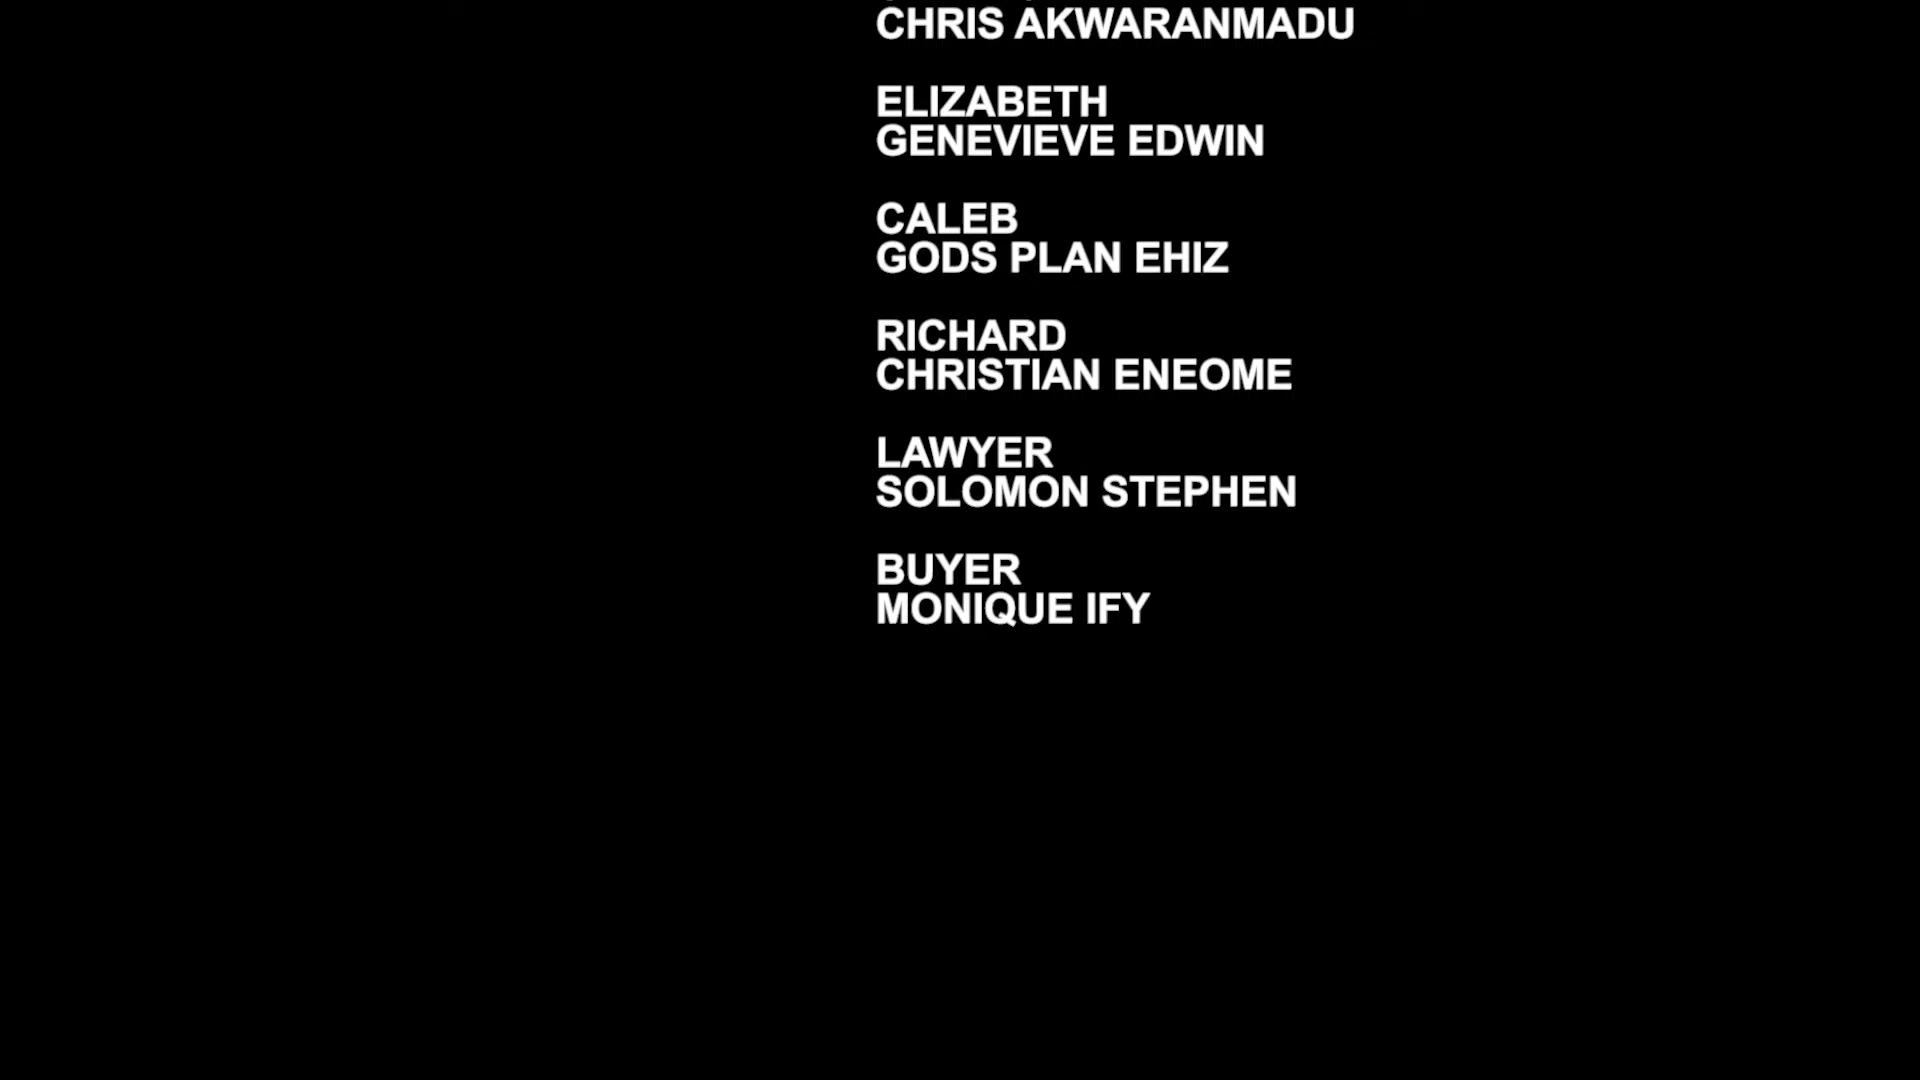 CHRIS AKWARANMADU
ELIZABETH
GENEVIEVE EDWIN
CALEB
GODS PLAN EHIZ
RICHARD
CHRISTIAN ENEOME
LAWYER
SOLOMON STEPHEN
BUYER
MONIQUE IFY